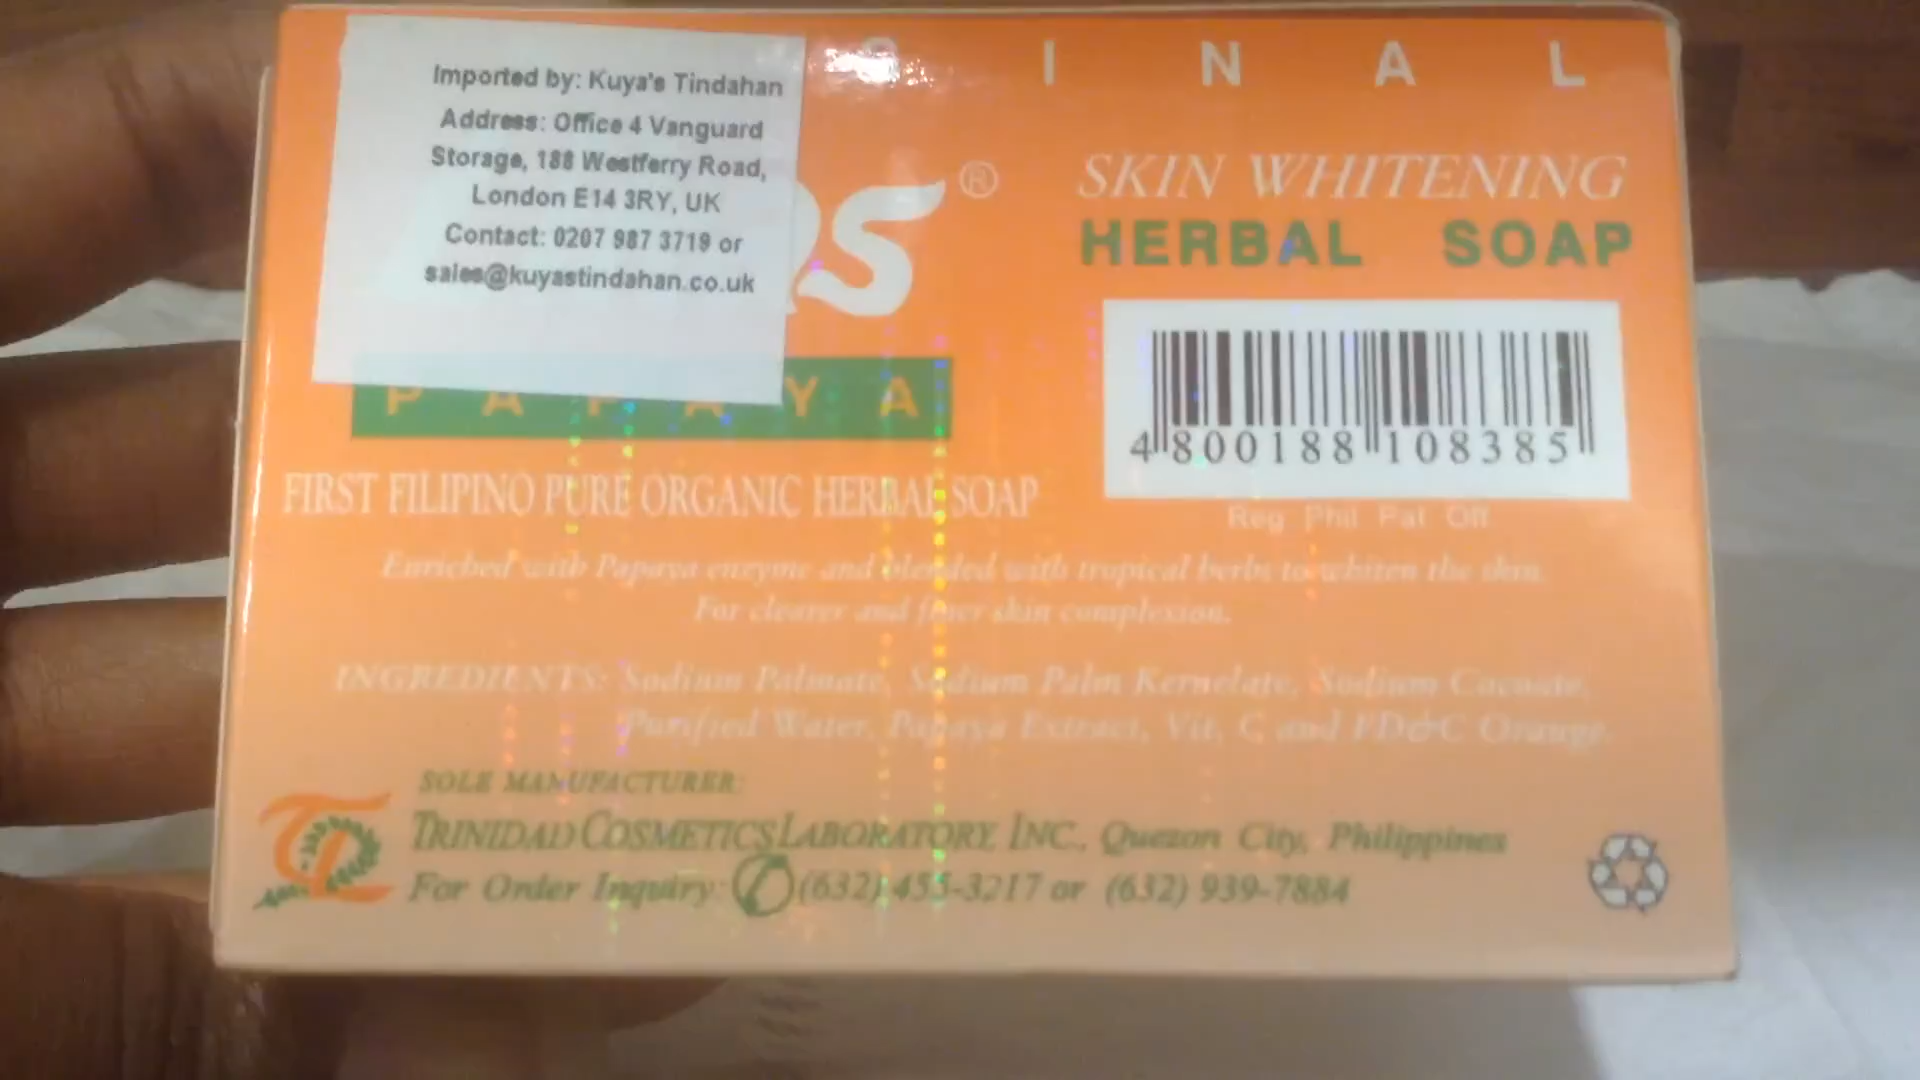 I N A L
Imported by: Kuya's Tindahan
Address: Office 4 Vanguard
Storage, 188 Westferry Road,
London E14 3RY, UK
Contact: 0207 987 3719 or
sales@kuyastindahan.co.uk
®
SKIN WHITENING
HERBAL SOAP
PAPAYA
4 800188 108385
Reg Phil Pat Off
FIRST FILIPINO PURE ORGANIC HERBAL SOAP
Enriched with Papaya enzyme and blended with tropical herbs to whiten the skin.
For clearer and finer skin complexion.
INGREDIENTS: Sodium Palmate, Sodium Palm Kernelate, Sodium Cocoate,
Purified Water, Papaya Extract, Vit. C and FD&C Orange.
SOLE MANUFACTURER:
TRINIDAD COSMETICS LABORATORY, INC., Quezon City, Philippines
For Order Inquiry: (632) 455-3217 or (632) 939-7884